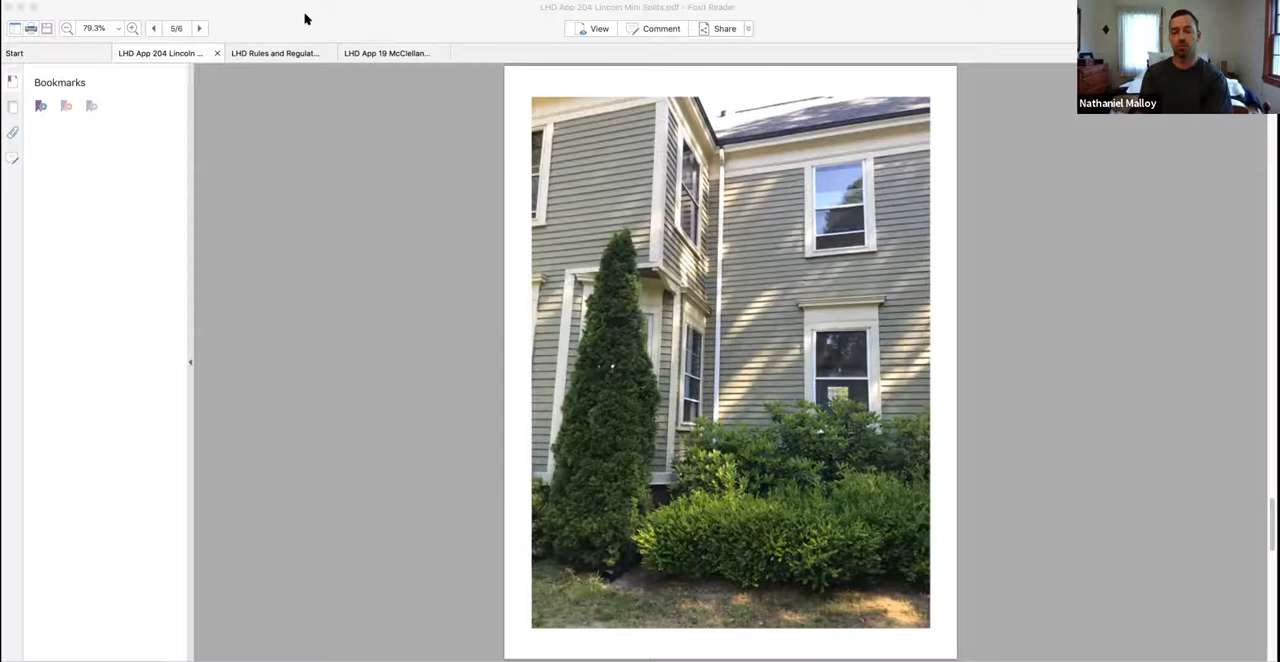 LHD App 204 Lincoln Mini Splits.pdf - Foxit Reader
79.3%
5/6
View
Comment
Share
Start
LHD App 204 Lincoln ...
LHD Rules and Regulat...
LHD App 19 McClellan...
Bookmarks
Nathaniel Malloy